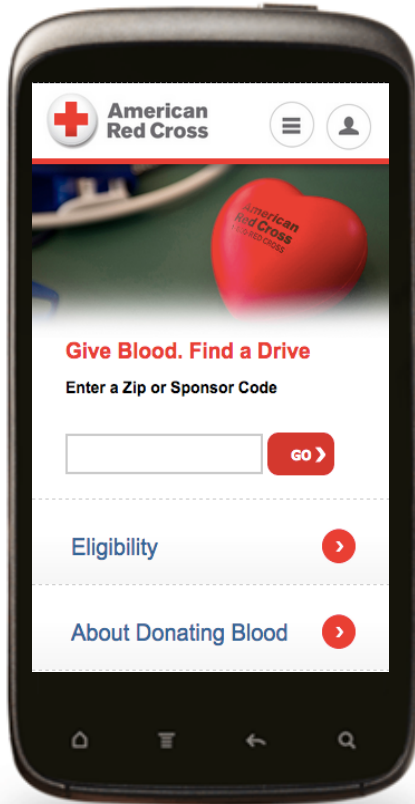 American
Red Cross
American
Red Cross
Give Blood. Find a Drive
Enter a Zip or Sponsor Code
GO
Eligibility
About Donating Blood